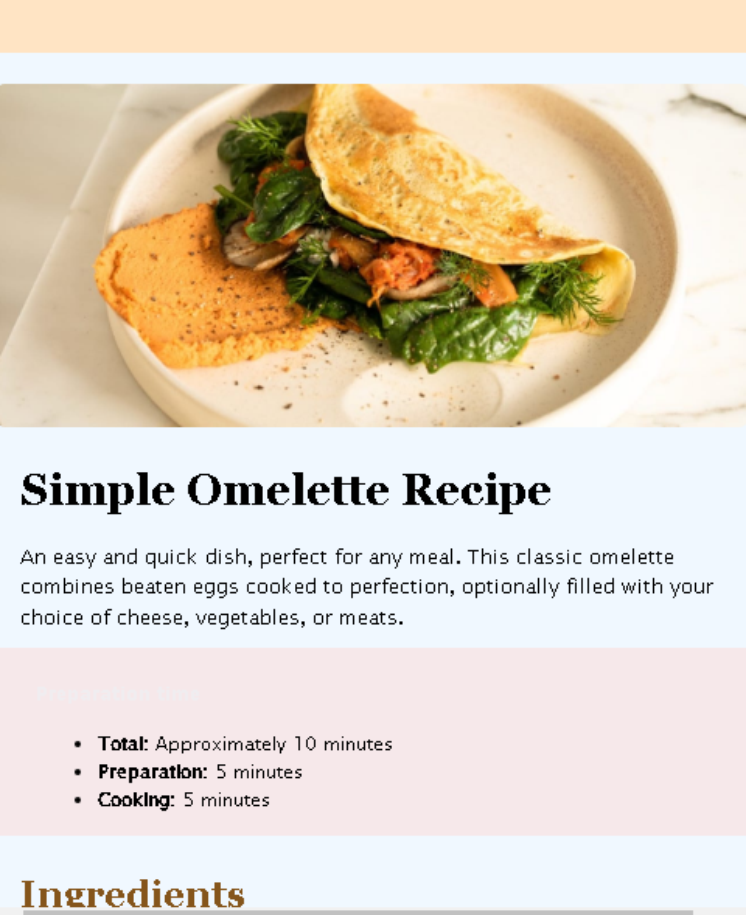 Simple Omelette Recipe
An easy and quick dish, perfect for any meal. This classic omelette
combines beaten eggs cooked to perfection, optionally filled with your
choice of cheese, vegetables, or meats.
Preparation time
• Total: Approximately 10 minutes
• Preparation: 5 minutes
• Cooking: 5 minutes
Ingredients